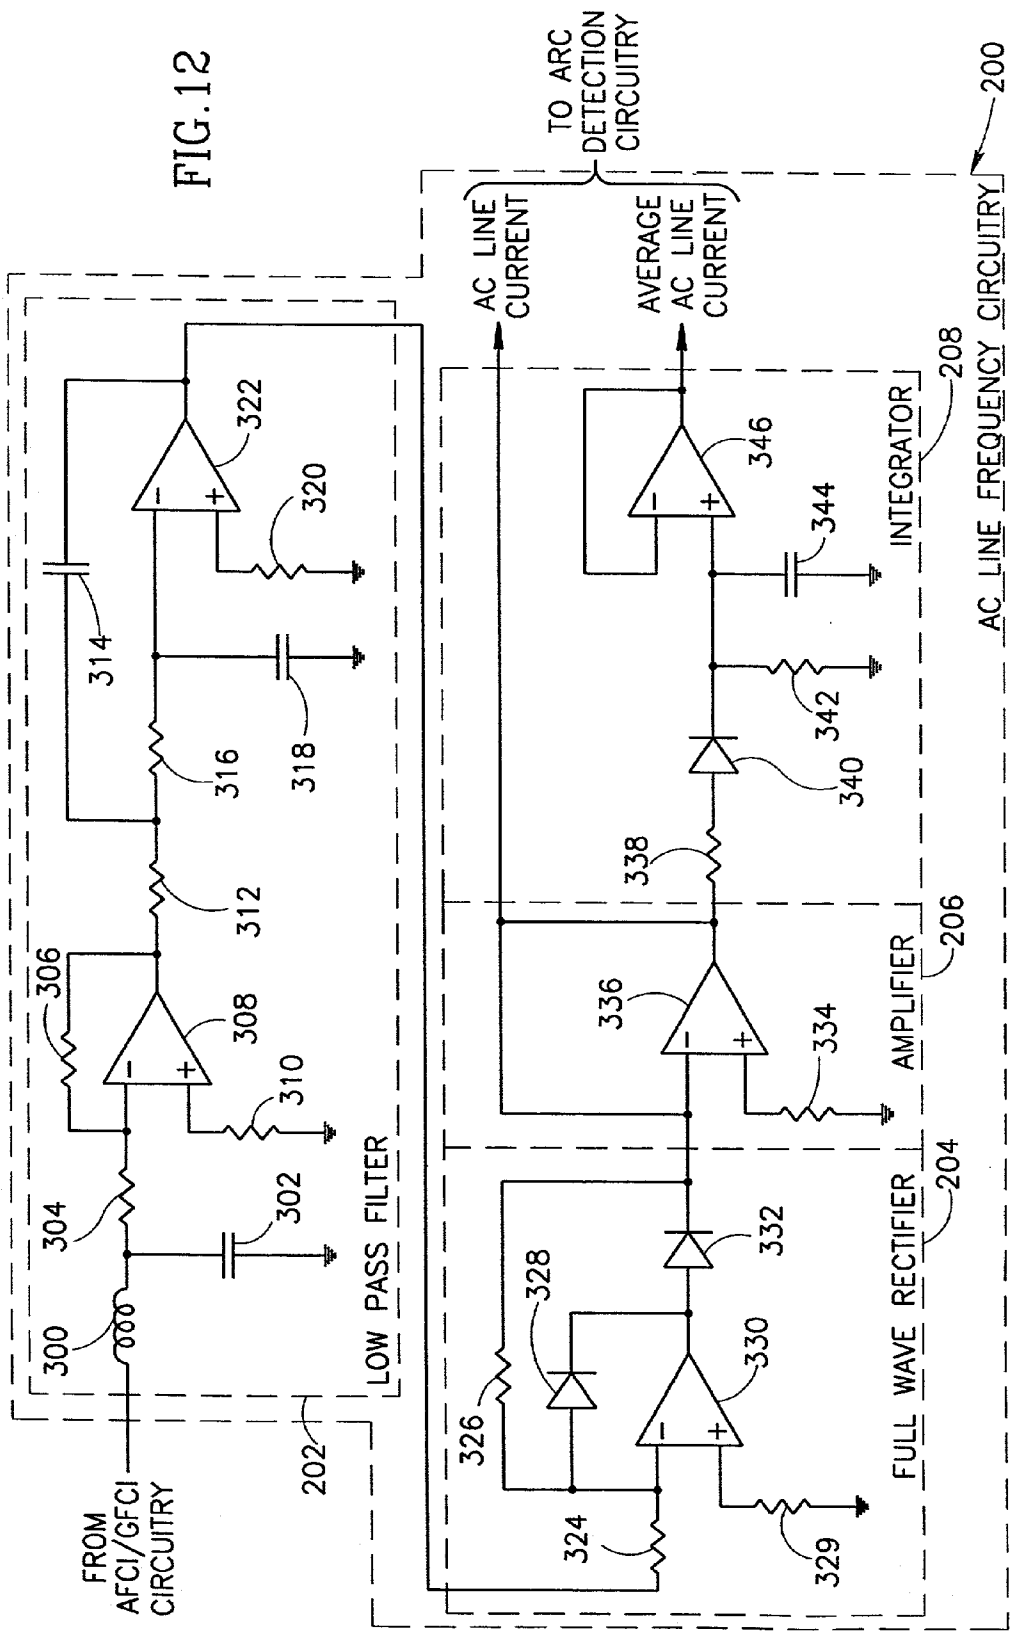 FIG.12
FROM
AFCI/GFCI
CIRCUITRY
300
302
304
306
308
310
312
314
316
318
320
322
-
+
-
+
202
LOW PASS FILTER
324
326
328
329
330
332
-
+
FULL WAVE RECTIFIER
204
334
336
-
+
AMPLIFIER
206
338
340
342
344
346
-
+
INTEGRATOR
208
AC LINE
CURRENT
AVERAGE
AC LINE
CURRENT
TO ARC
DETECTION
CIRCUITRY
AC LINE FREQUENCY CIRCUITRY
200